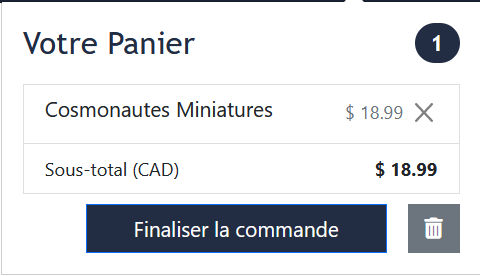 Votre Panier 1
Cosmonautes Miniatures $ 18.99
Sous-total (CAD) $ 18.99
Finaliser la commande